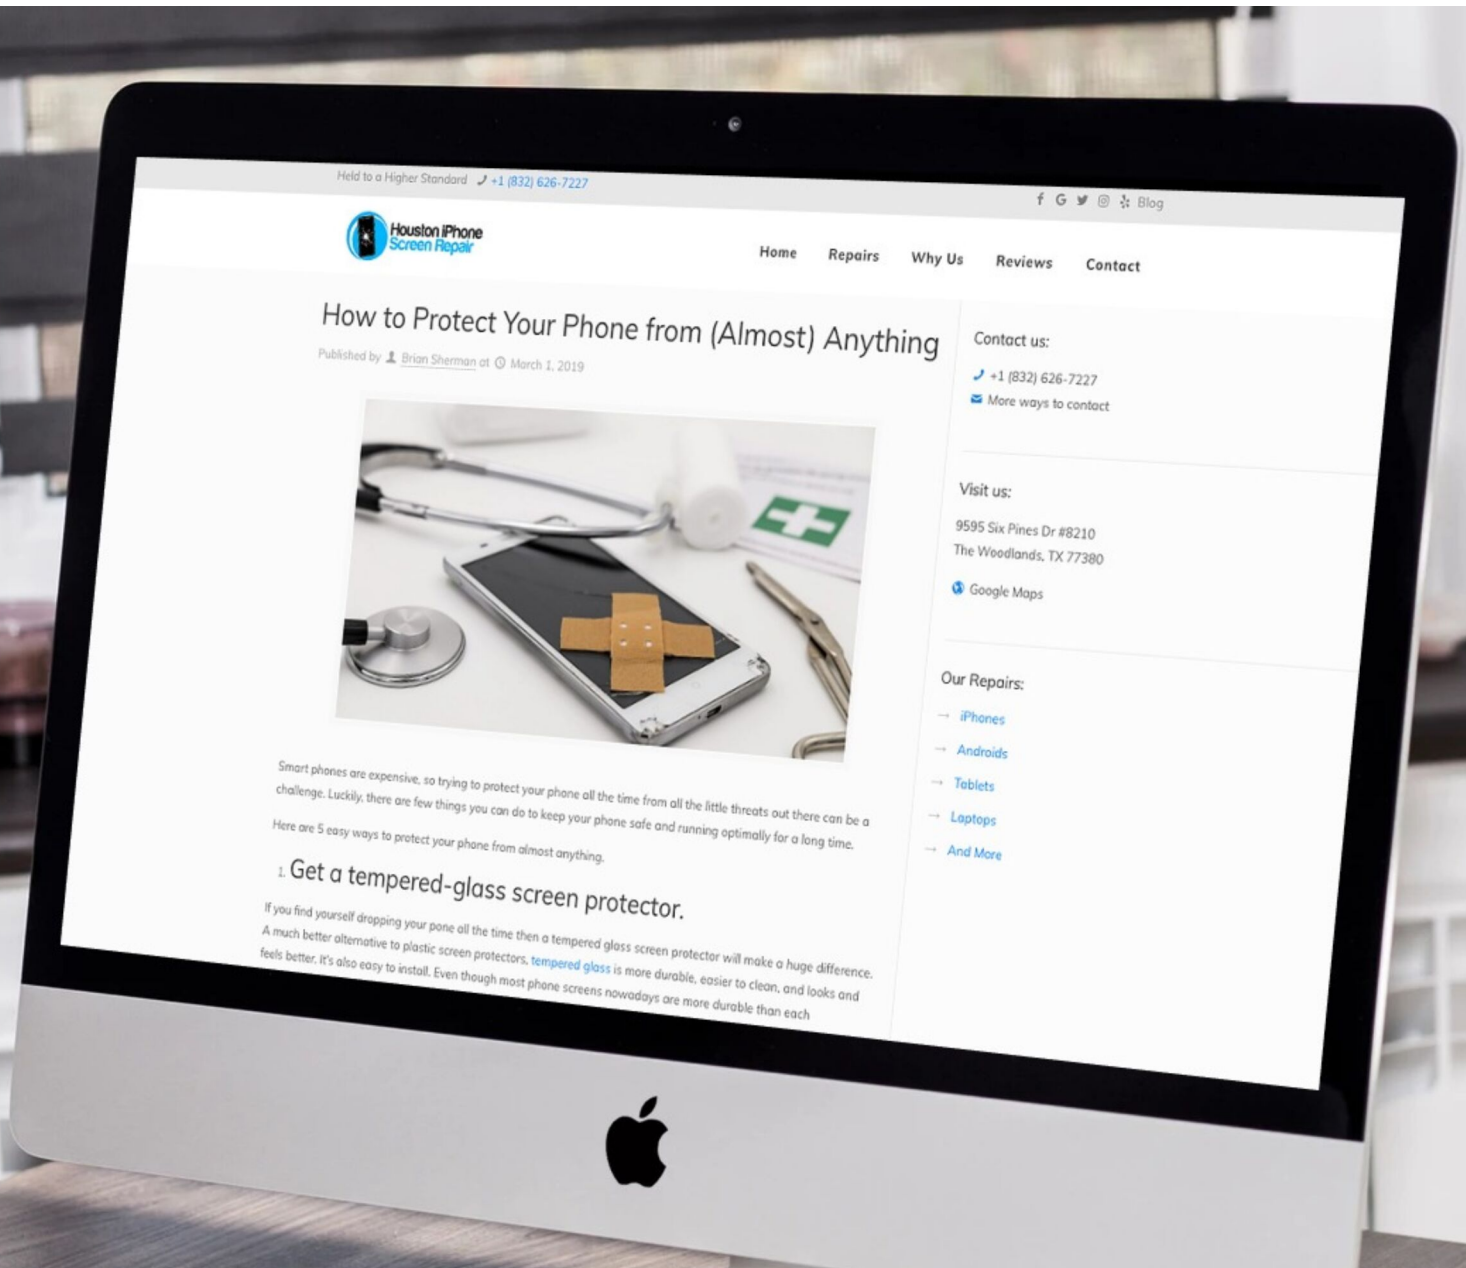 Held to a Higher Standard +1 (832) 626-7227
Blog
Houston iPhone
Screen Repair
Home Repairs Why Us Reviews Contact
How to Protect Your Phone from (Almost) Anything
Published by Brian Sherman at March 1, 2019
Smart phones are expensive, so trying to protect your phone all the time from all the little threats out there can be a
challenge. Luckily, there are few things you can do to keep your phone safe and running optimally for a long time.
Here are 5 easy ways to protect your phone from almost anything.
1. Get a tempered-glass screen protector.
If you find yourself dropping your pone all the time then a tempered glass screen protector will make a huge difference.
A much better alternative to plastic screen protectors, tempered glass is more durable, easier to clean, and looks and
feels better. It's also easy to install. Even though most phone screens nowadays are more durable than each
Contact us:
+1 (832) 626-7227
More ways to contact
Visit us:
9595 Six Pines Dr #8210
The Woodlands, TX 77380
Google Maps
Our Repairs:
→ iPhones
→ Androids
→ Tablets
→ Laptops
→ And More